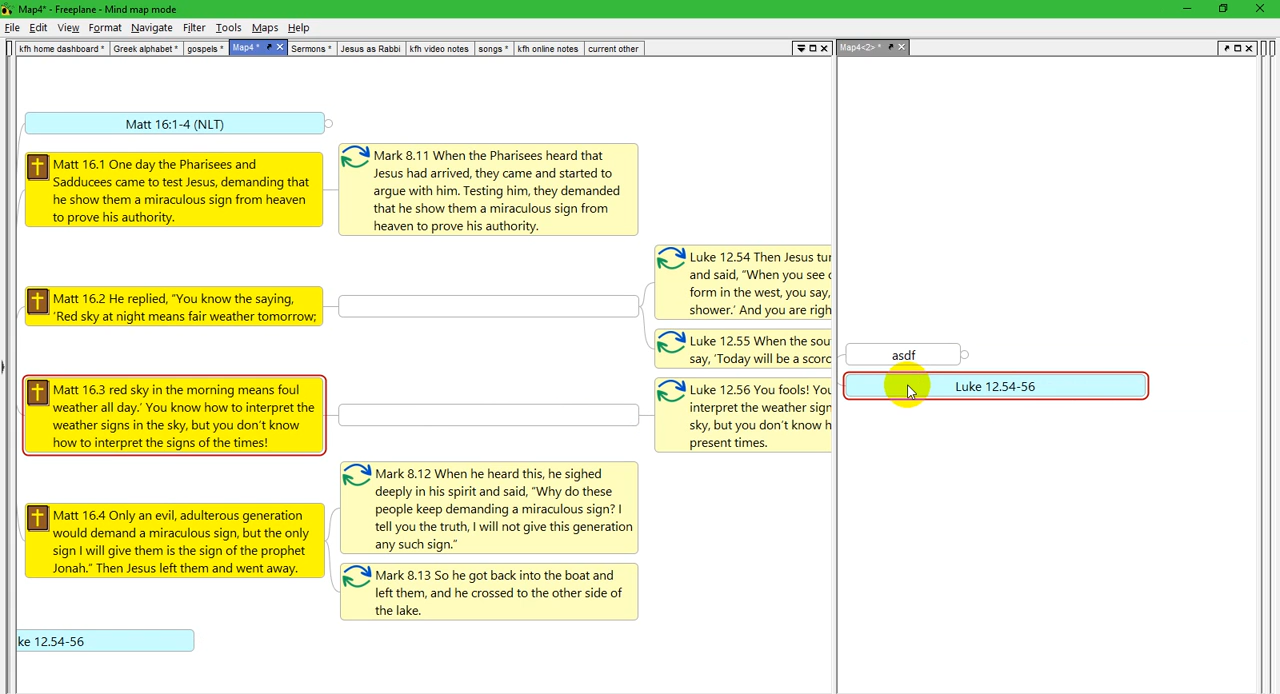 Map4* - Freeplane - Mind map mode
File Edit View Format Navigate Filter Tools Maps Help
kfh home dashboard * Greek alphabet * gospels * Map4 * Sermons * Jesus as Rabbi kfh video notes songs * kfh online notes current other
Map4<2> *
Matt 16:1-4 (NLT)
Matt 16.1 One day the Pharisees and
Sadducees came to test Jesus, demanding that
he show them a miraculous sign from heaven
to prove his authority.
Mark 8.11 When the Pharisees heard that
Jesus had arrived, they came and started to
argue with him. Testing him, they demanded
that he show them a miraculous sign from
heaven to prove his authority.
Matt 16.2 He replied, "You know the saying,
'Red sky at night means fair weather tomorrow;
Luke 12.54 Then Jesus tur
and said, "When you see c
form in the west, you say,
shower.' And you are righ
Luke 12.55 When the sou
say, 'Today will be a scorc
Matt 16.3 red sky in the morning means foul
weather all day.' You know how to interpret the
weather signs in the sky, but you don't know
how to interpret the signs of the times!
Luke 12.56 You fools! You
interpret the weather sign
sky, but you don't know h
present times.
Matt 16.4 Only an evil, adulterous generation
would demand a miraculous sign, but the only
sign I will give them is the sign of the prophet
Jonah." Then Jesus left them and went away.
Mark 8.12 When he heard this, he sighed
deeply in his spirit and said, "Why do these
people keep demanding a miraculous sign? I
tell you the truth, I will not give this generation
any such sign."
Mark 8.13 So he got back into the boat and
left them, and he crossed to the other side of
the lake.
ke 12.54-56
asdf
Luke 12.54-56